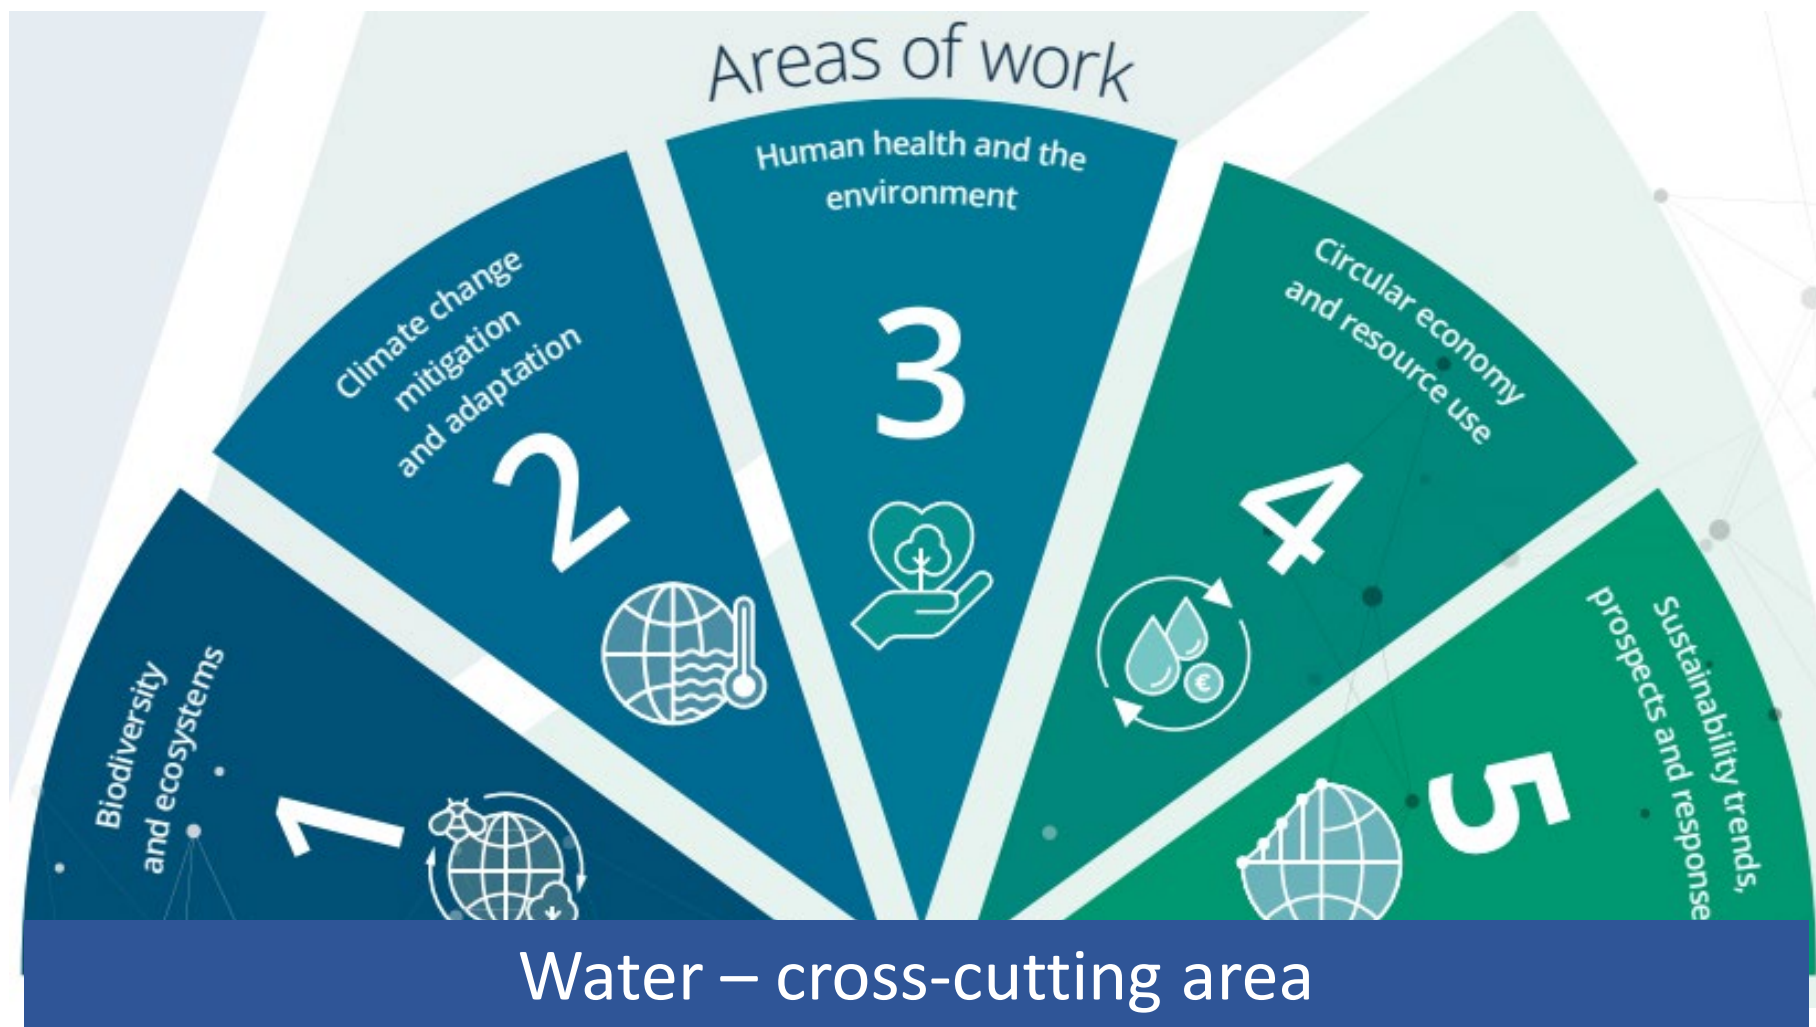 Areas of work
Biodiversity
and ecosystems
1
Climate change
mitigation
and adaptation
2
Human health and the
environment
3
Circular economy
and resource use
4
€
Sustainability trends,
prospects and response
5
Water – cross-cutting area